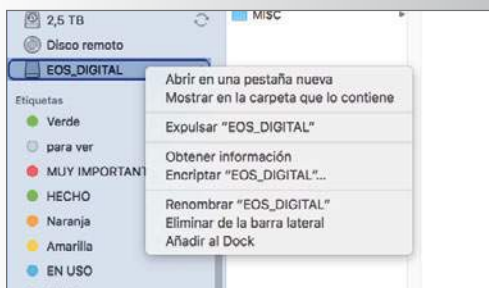 2,5 TB
Disco remoto
EOS_DIGITAL
Etiquetas
Verde
para ver
MUY IMPORTANT
HECHO
Naranja
Amarilla
EN USO
MISC
Abrir en una pestaña nueva
Mostrar en la carpeta que lo contiene
Expulsar “EOS_DIGITAL”
Obtener información
Encriptar “EOS_DIGITAL”...
Renombrar “EOS_DIGITAL”
Eliminar de la barra lateral
Añadir al Dock